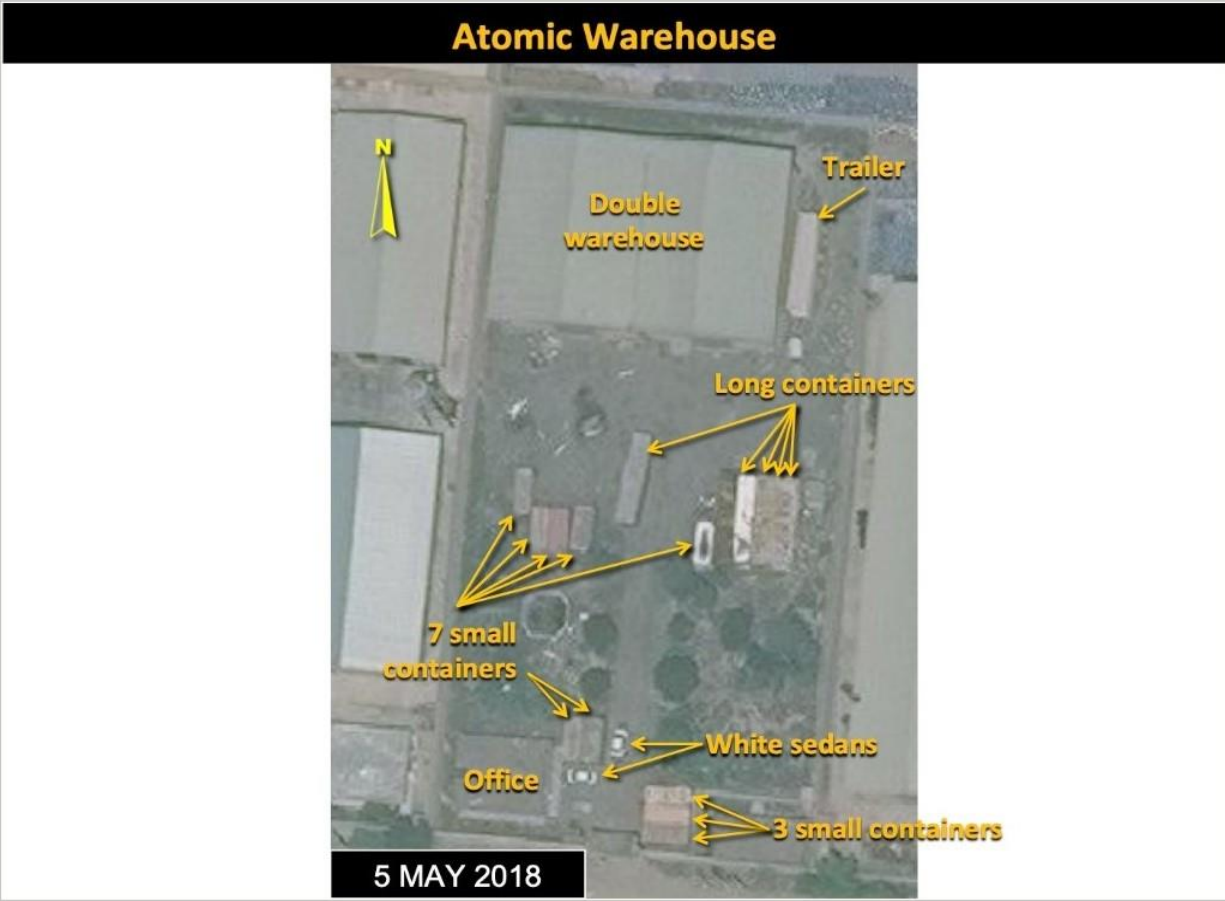 Atomic Warehouse
N
Trailer
Double
warehouse
Long containers
7 small
containers
White sedans
Office
3 small containers
5 MAY 2018